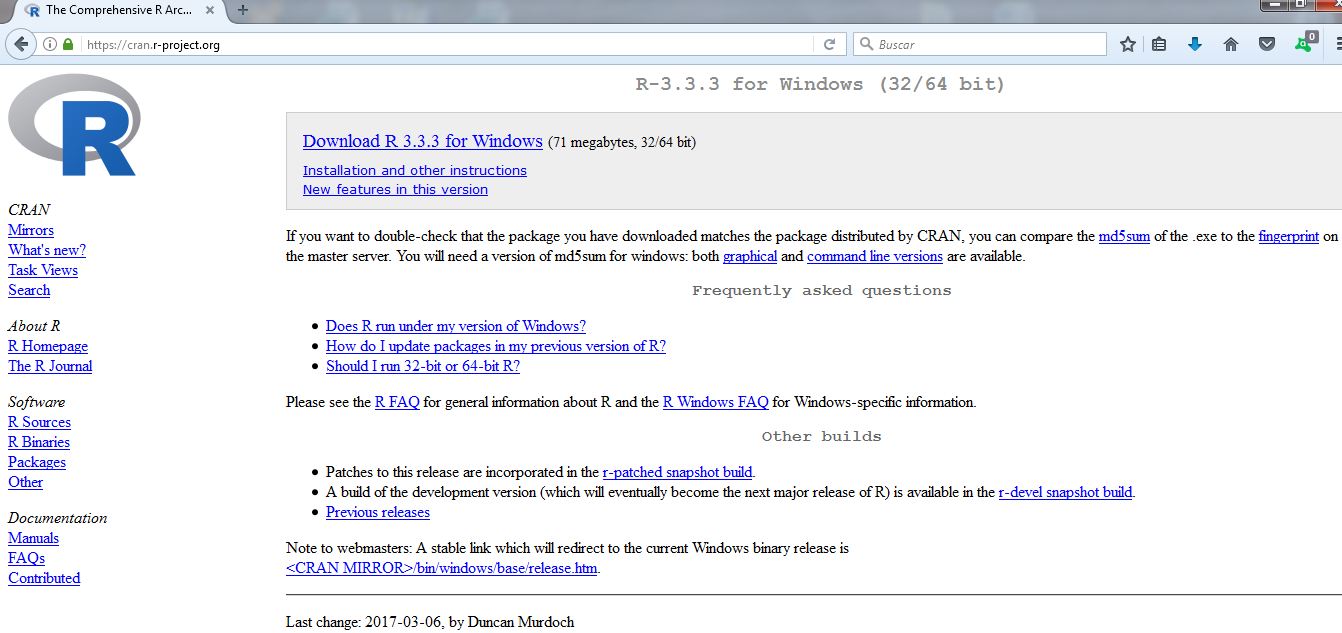 The Comprehensive R Arc...
https://cran.r-project.org
Buscar
0
R
R-3.3.3 for Windows (32/64 bit)
Download R 3.3.3 for Windows (71 megabytes, 32/64 bit)
Installation and other instructions
New features in this version
CRAN
Mirrors
What's new?
Task Views
Search
About R
R Homepage
The R Journal
Software
R Sources
R Binaries
Packages
Other
Documentation
Manuals
FAQs
Contributed
If you want to double-check that the package you have downloaded matches the package distributed by CRAN, you can compare the md5sum of the .exe to the fingerprint on
the master server. You will need a version of md5sum for windows: both graphical and command line versions are available.
Frequently asked questions
Does R run under my version of Windows?
How do I update packages in my previous version of R?
Should I run 32-bit or 64-bit R?
Please see the R FAQ for general information about R and the R Windows FAQ for Windows-specific information.
Other builds
Patches to this release are incorporated in the r-patched snapshot build.
A build of the development version (which will eventually become the next major release of R) is available in the r-devel snapshot build.
Previous releases
Note to webmasters: A stable link which will redirect to the current Windows binary release is
<CRAN MIRROR>/bin/windows/base/release.htm.
Last change: 2017-03-06, by Duncan Murdoch